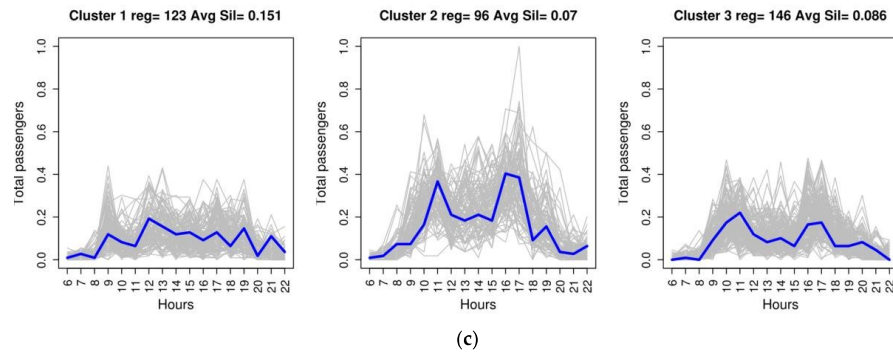 Cluster 1 reg= 123 Avg Sil= 0.151
Total passengers
0.0 0.2 0.4 0.6 0.8 1.0
6 7 8 9 10 11 12 13 14 15 16 17 18 19 20 21 22
Hours
Cluster 2 reg= 96 Avg Sil= 0.07
Total passengers
0.0 0.2 0.4 0.6 0.8 1.0
6 7 8 9 10 11 12 13 14 15 16 17 18 19 20 21 22
Hours
Cluster 3 reg= 146 Avg Sil= 0.086
Total passengers
0.0 0.2 0.4 0.6 0.8 1.0
6 7 8 9 10 11 12 13 14 15 16 17 18 19 20 21 22
Hours
(c)